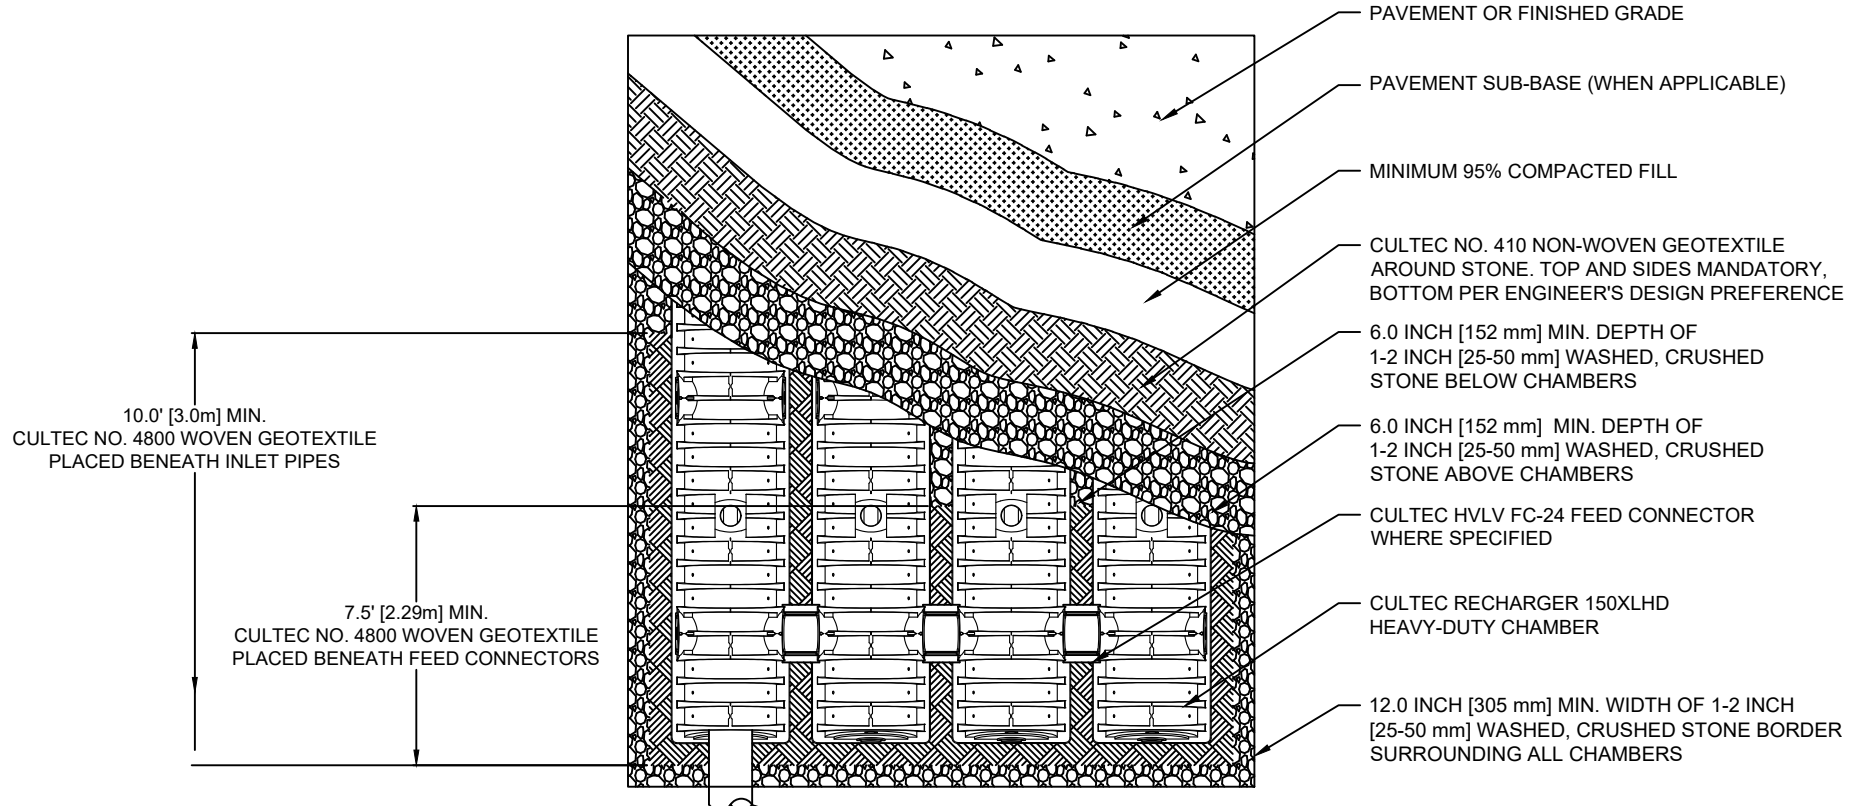 PAVEMENT OR FINISHED GRADE
PAVEMENT SUB-BASE (WHEN APPLICABLE)
MINIMUM 95% COMPACTED FILL
CULTEC NO. 410 NON-WOVEN GEOTEXTILE
AROUND STONE. TOP AND SIDES MANDATORY,
BOTTOM PER ENGINEER'S DESIGN PREFERENCE
6.0 INCH [152 mm] MIN. DEPTH OF
1-2 INCH [25-50 mm] WASHED, CRUSHED
STONE BELOW CHAMBERS
6.0 INCH [152 mm] MIN. DEPTH OF
1-2 INCH [25-50 mm] WASHED, CRUSHED
STONE ABOVE CHAMBERS
CULTEC HVLV FC-24 FEED CONNECTOR
WHERE SPECIFIED
CULTEC RECHARGER 150XLHD
HEAVY-DUTY CHAMBER
12.0 INCH [305 mm] MIN. WIDTH OF 1-2 INCH
[25-50 mm] WASHED, CRUSHED STONE BORDER
SURROUNDING ALL CHAMBERS
10.0' [3.0m] MIN.
CULTEC NO. 4800 WOVEN GEOTEXTILE
PLACED BENEATH INLET PIPES
7.5' [2.29m] MIN.
CULTEC NO. 4800 WOVEN GEOTEXTILE
PLACED BENEATH FEED CONNECTORS